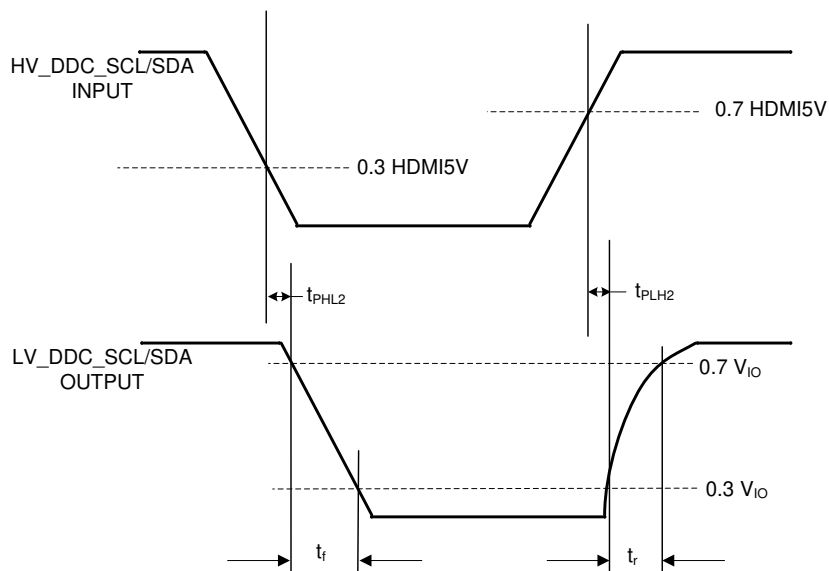 HV_DDC_SCL/SDA
INPUT
0.7 HDMI5V
0.3 HDMI5V
tPHL2
tPLH2
LV_DDC_SCL/SDA
OUTPUT
0.7 VIO
0.3 VIO
tf
tr